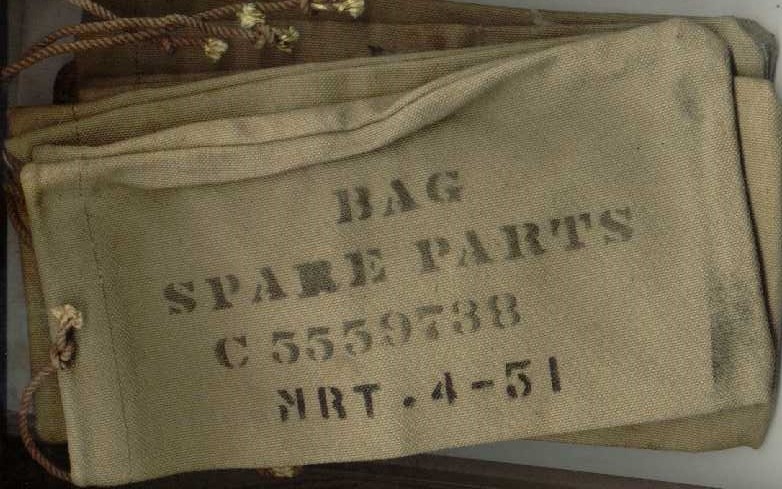 BAG
SPARE PARTS
C 5559738
MRT.4-51